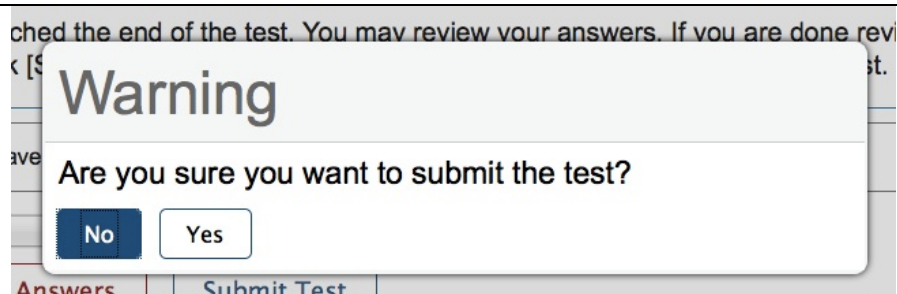 ched the end of the test. You may review your answers. If you are done revi
k [S
st.
Warning
ave
Are you sure you want to submit the test?
No Yes
Answers Submit Test